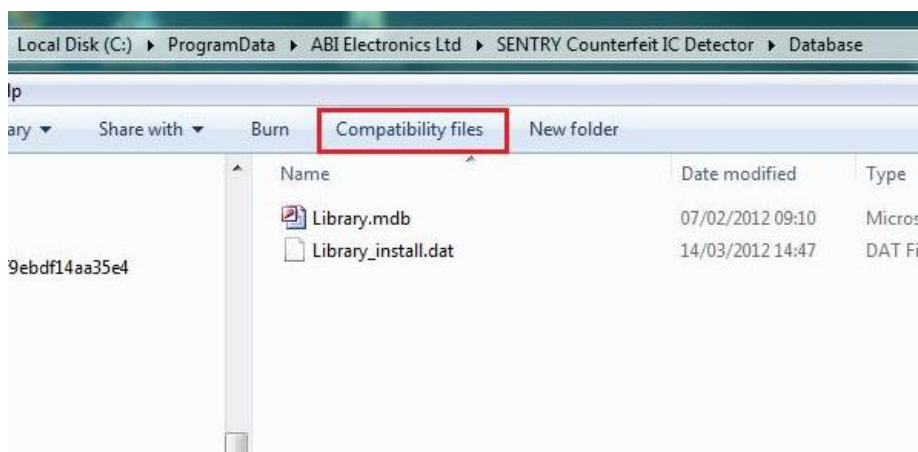 Local Disk (C:) ▸ ProgramData ▸ ABI Electronics Ltd ▸ SENTRY Counterfeit IC Detector ▸ Database
lp
ary Share with Burn Compatibility files New folder
Name Date modified Type
Library.mdb 07/02/2012 09:10 Micros
Library_install.dat 14/03/2012 14:47 DAT Fi
9ebdf14aa35e4